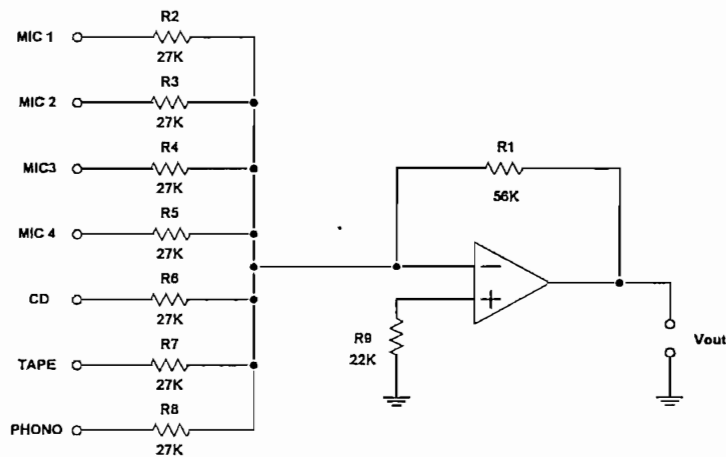 R2
MIC 1
27K
R3
MIC 2
27K
R4
MIC3
27K
R5
MIC 4
27K
R6
CD
27K
R7
TAPE
27K
R8
PHONO
27K
R1
56K
−
+
R9
22K
Vout